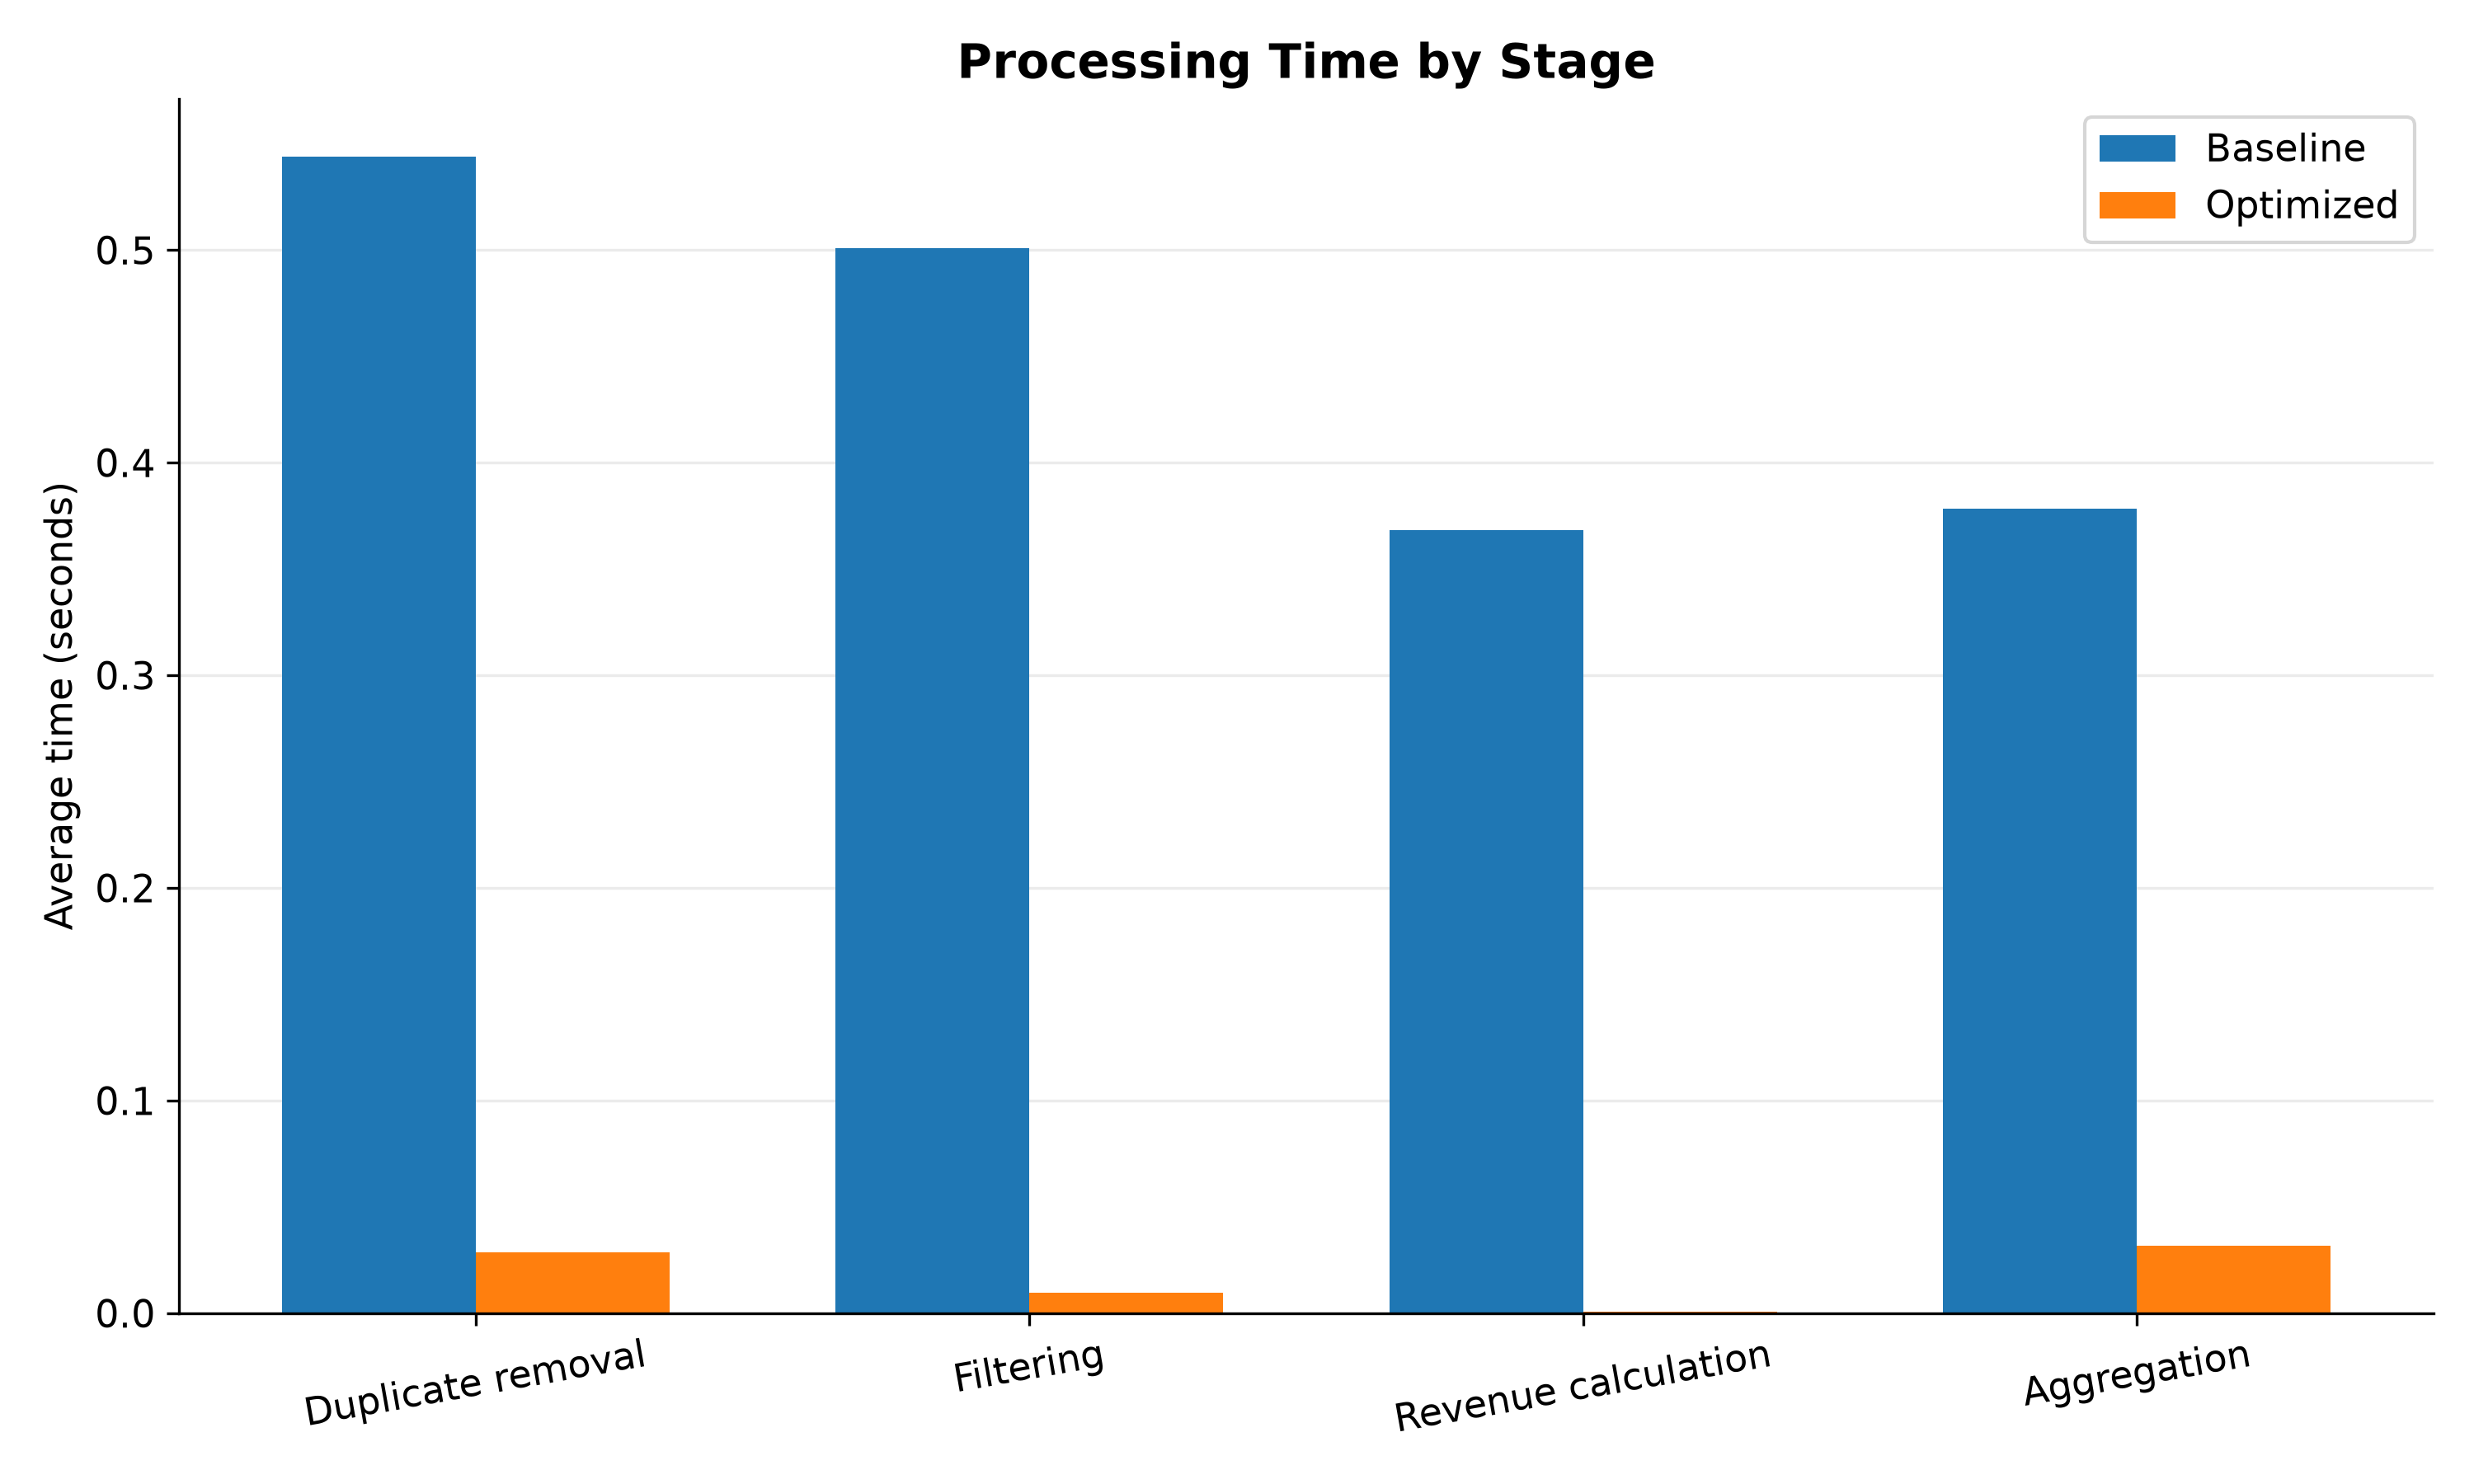 Processing Time by Stage
Baseline
Optimized
Average time (seconds)
0.5
0.4
0.3
0.2
0.1
0.0
Duplicate removal
Filtering
Revenue calculation
Aggregation